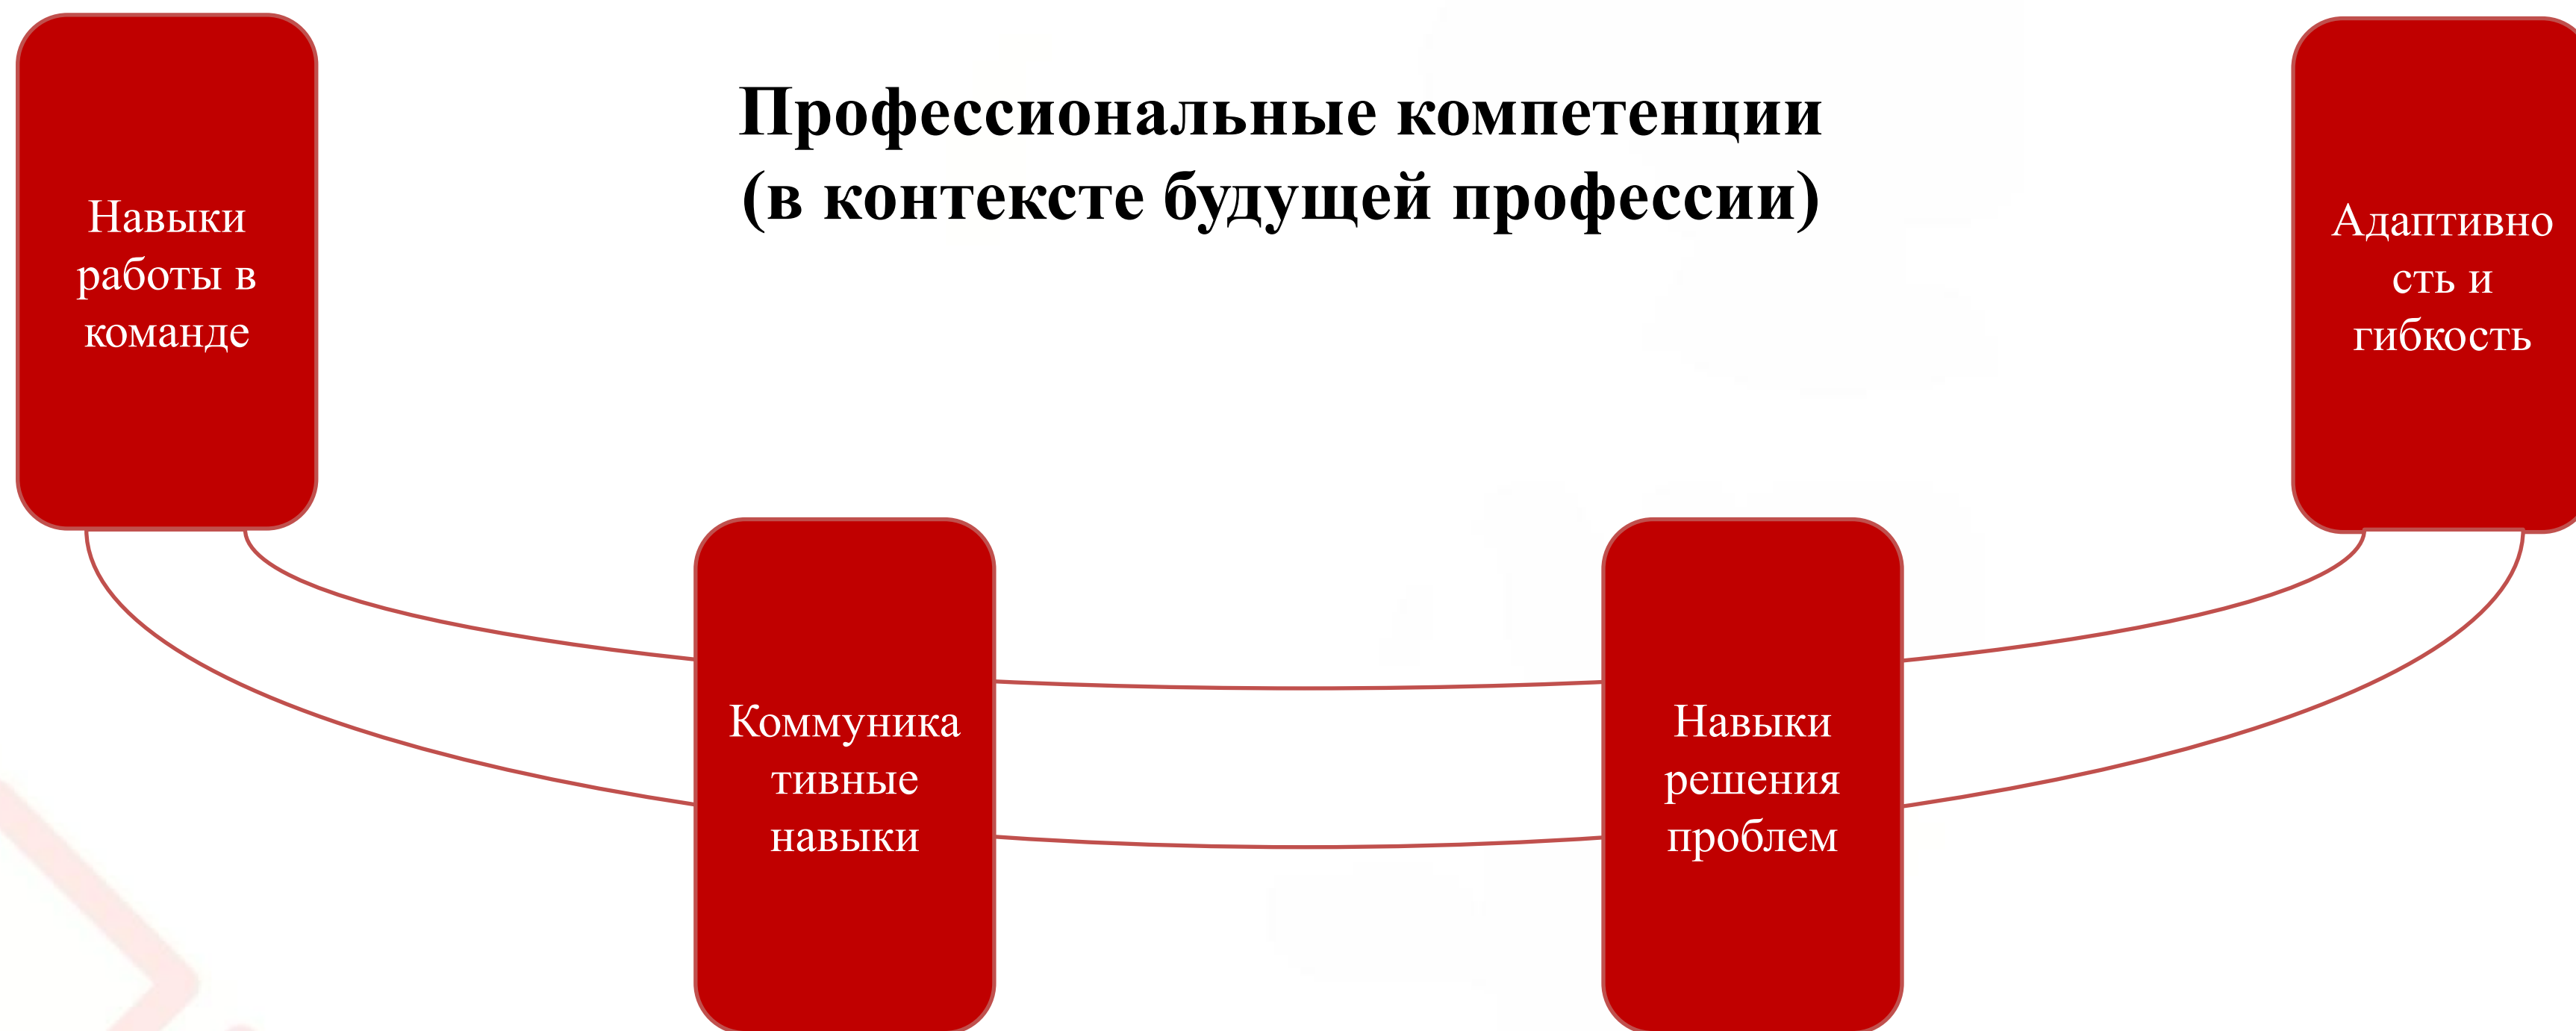 Профессиональные компетенции
(в контексте будущей профессии)
Навыки
работы в
команде
Коммуника
тивные
навыки
Навыки
решения
проблем
Адаптивно
сть и
гибкость